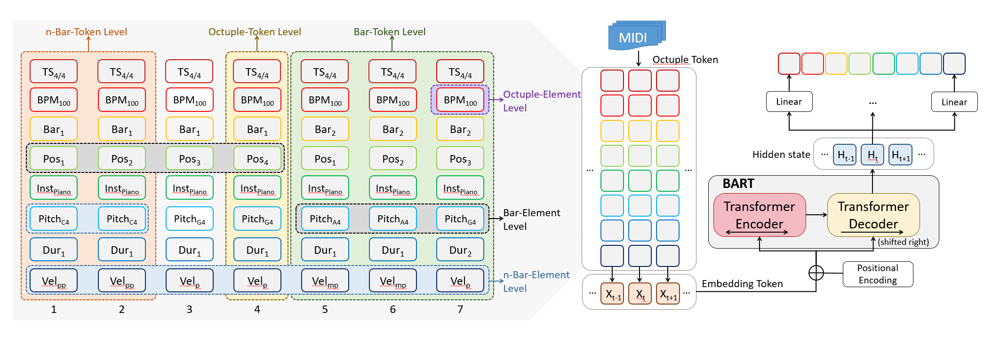 n-Bar-Token Level
Octuple-Token Level
Bar-Token Level
TS4/4 TS4/4 TS4/4 TS4/4 TS4/4 TS4/4 TS4/4
BPM100 BPM100 BPM100 BPM100 BPM100 BPM100 BPM100
Octuple-Element
Level
Bar1 Bar1 Bar1 Bar1 Bar2 Bar2 Bar2
Pos1 Pos2 Pos3 Pos4 Pos1 Pos2 Pos3
InstPiano InstPiano InstPiano InstPiano InstPiano InstPiano InstPiano
PitchC4 PitchC4 PitchG4 PitchG4 PitchA4 PitchA4 PitchG4
Bar-Element
Level
Dur1 Dur1 Dur1 Dur1 Dur1 Dur1 Dur2
Velpp Velpp Velp Velp Velmp Velmp Velp
n-Bar-Element
Level
1 2 3 4 5 6 7
MIDI
Octuple Token
... ...
... Xt-1 Xt Xt+1 ...
Embedding Token
Positional
Encoding
BART
Transformer
Encoder
Transformer
Decoder
(shifted right)
Hidden state
... Ht-1 Ht Ht+1 ...
Linear ... Linear